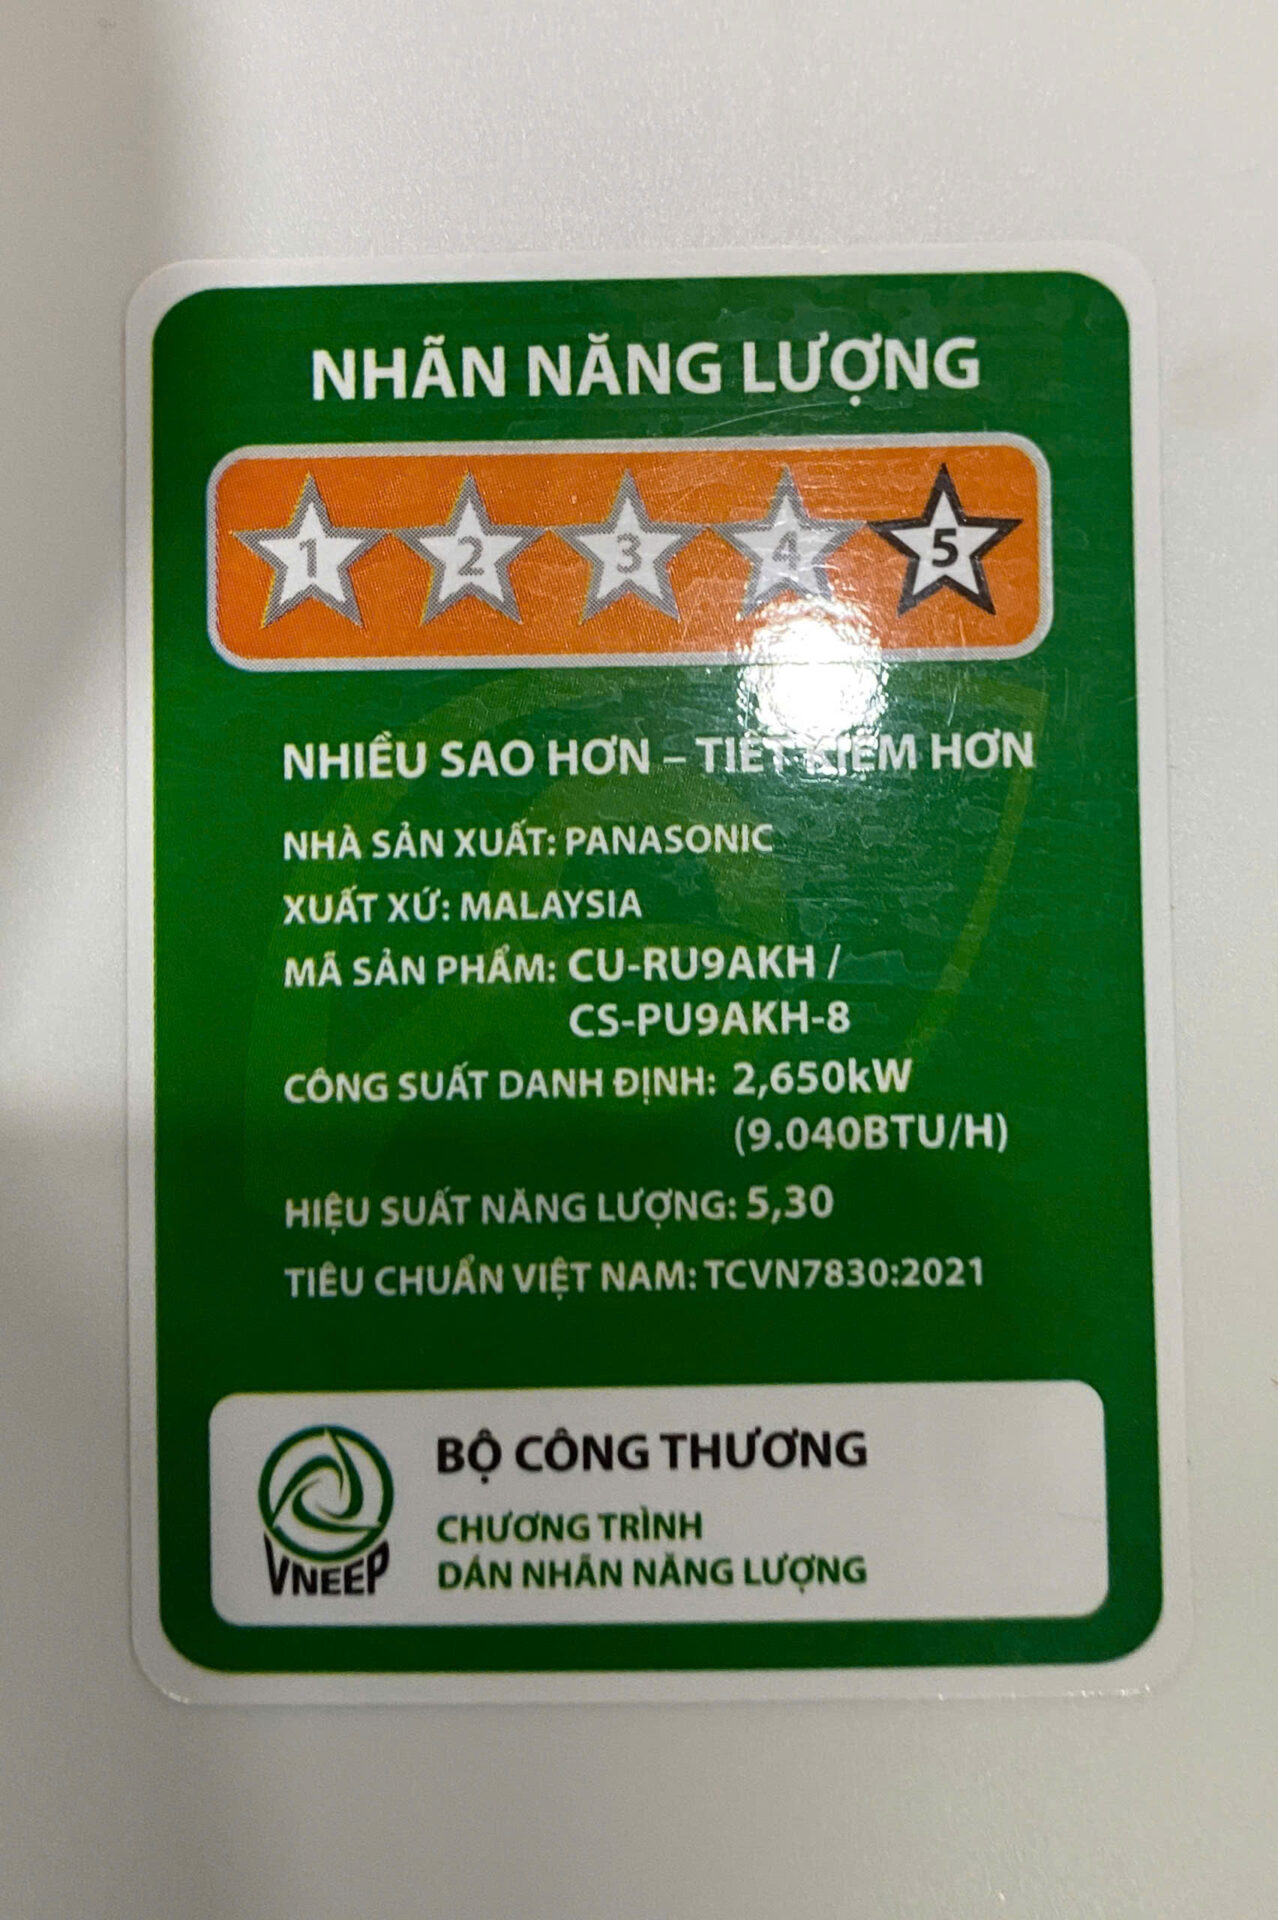 NHÃN NĂNG LƯỢNG
1 2 3 4 5
NHIỀU SAO HƠN – TIẾT KIỆM HƠN
NHÀ SẢN XUẤT: PANASONIC
XUẤT XỨ: MALAYSIA
MÃ SẢN PHẨM: CU-RU9AKH /
CS-PU9AKH-8
CÔNG SUẤT DANH ĐỊNH: 2,650kW
(9.040BTU/H)
HIỆU SUẤT NĂNG LƯỢNG: 5,30
TIÊU CHUẨN VIỆT NAM: TCVN7830:2021
BỘ CÔNG THƯƠNG
CHƯƠNG TRÌNH
DÁN NHÃN NĂNG LƯỢNG
VNEEP